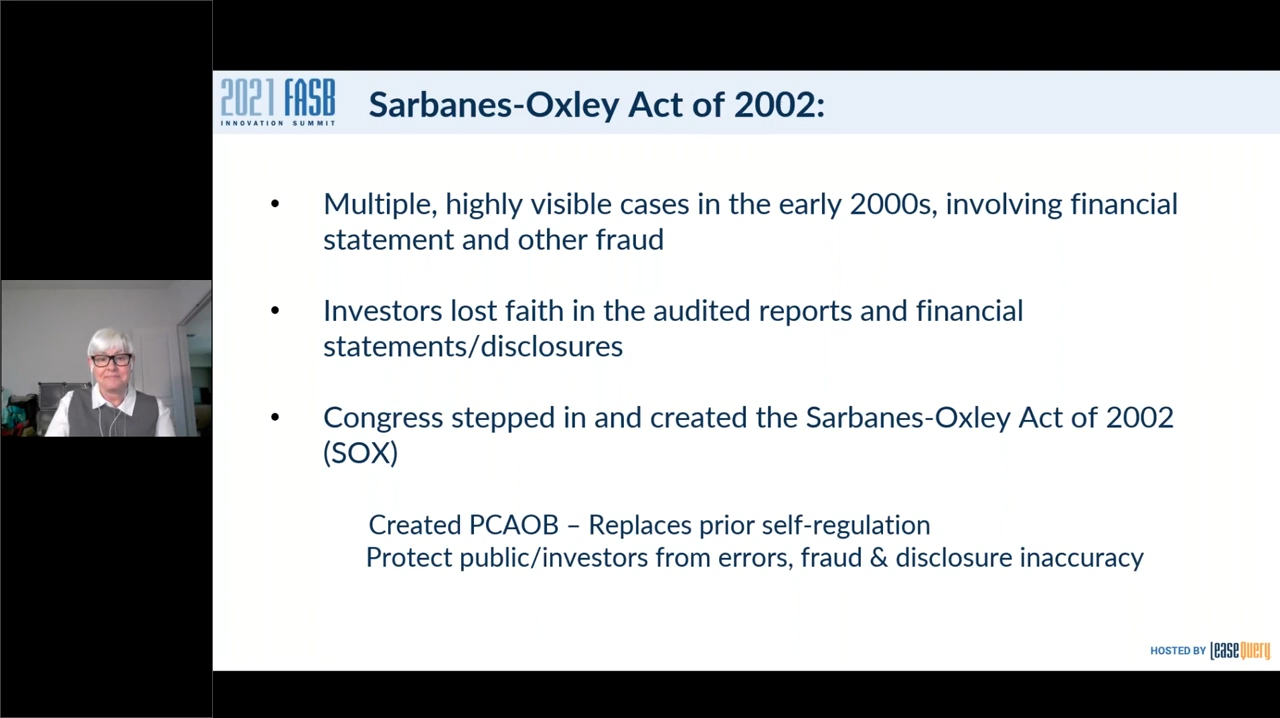 2021 FASB
INNOVATION SUMMIT
Sarbanes-Oxley Act of 2002:
• Multiple, highly visible cases in the early 2000s, involving financial
statement and other fraud
• Investors lost faith in the audited reports and financial
statements/disclosures
• Congress stepped in and created the Sarbanes-Oxley Act of 2002
(SOX)
Created PCAOB – Replaces prior self-regulation
Protect public/investors from errors, fraud & disclosure inaccuracy
HOSTED BY LeaseQuery